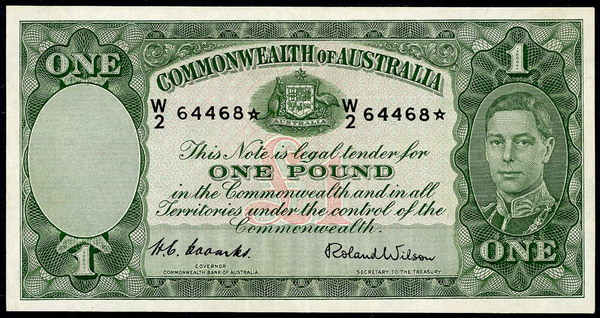 ONE
COMMONWEALTH OF AUSTRALIA
1
W/2 64468☆ W/2 64468☆
AUSTRALIA
£1
This Note is legal tender for
ONE POUND
in the Commonwealth and in all
Territories under the control of the
Commonwealth.
H.C. Coombs.
Roland Wilson
GOVERNOR
COMMONWEALTH BANK OF AUSTRALIA.
SECRETARY TO THE TREASURY
1
ONE